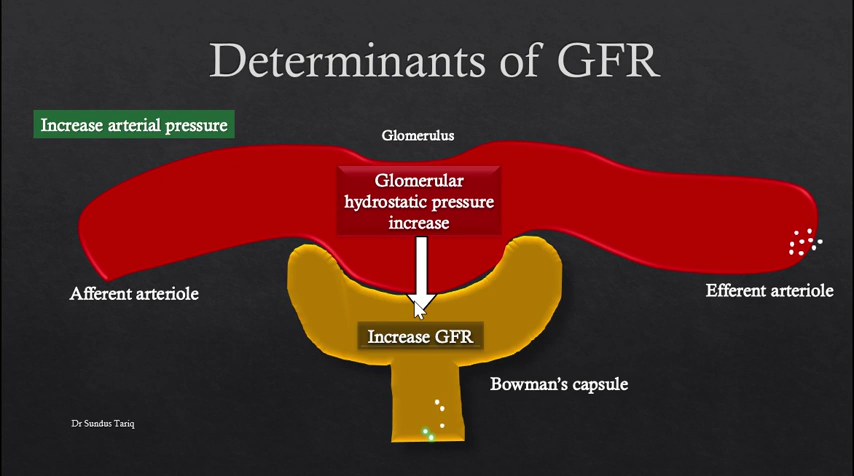 Determinants of GFR
Increase arterial pressure
Glomerulus
Glomerular
hydrostatic pressure
increase
Afferent arteriole
Efferent arteriole
Increase GFR
Bowman's capsule
Dr Sundus Tariq